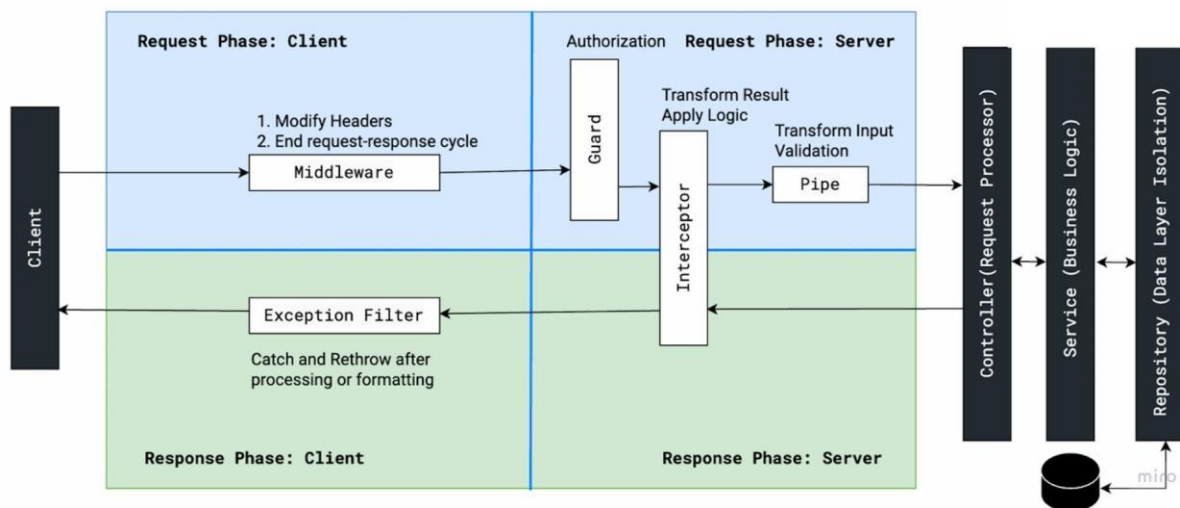 Request Phase: Client
Authorization
Request Phase: Server
1. Modify Headers
2. End request-response cycle
Middleware
Guard
Transform Result
Apply Logic
Interceptor
Transform Input
Validation
Pipe
Client
Exception Filter
Catch and Rethrow after
processing or formatting
Response Phase: Client
Response Phase: Server
Controller(Request Processor)
Service (Business Logic)
Repository (Data Layer Isolation)
miro